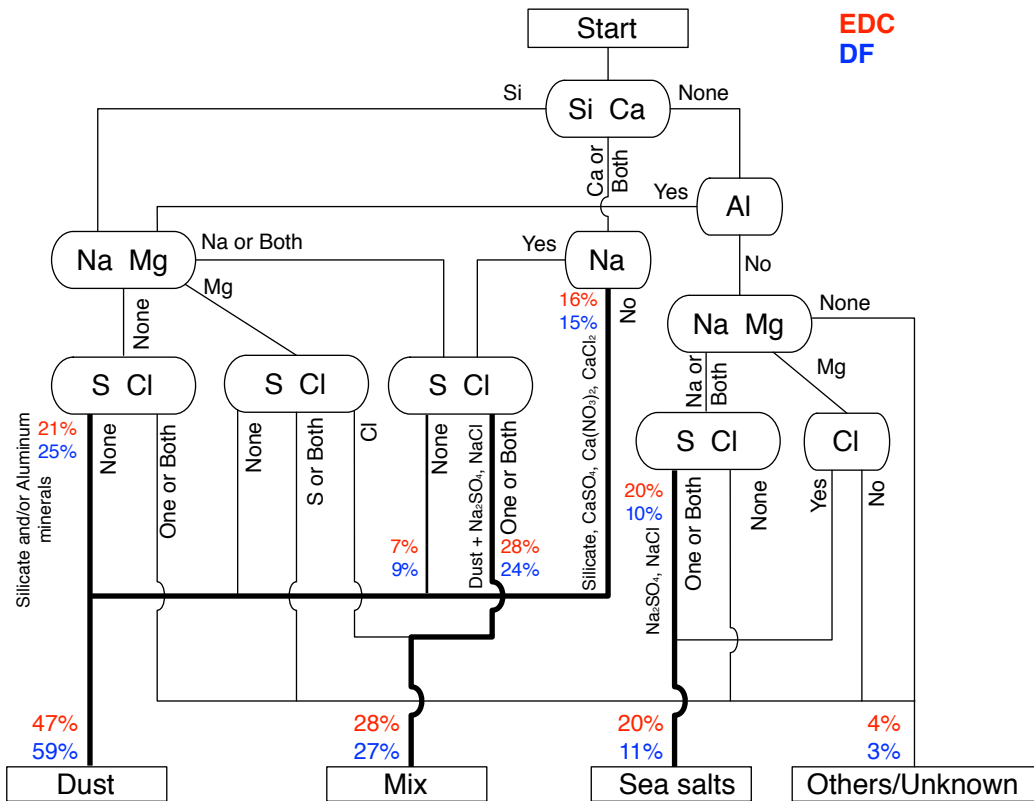 Start
EDC
DF
Si
Si Ca
None
Ca or
Both
Yes
Al
Na Mg
Na or Both
Yes
Na
No
Mg
None
16%
15%
No
Na Mg
None
S Cl
S Cl
S Cl
Na or
Both
Mg
Silicate and/or Aluminum
minerals
21%
25%
None
One or Both
None
S or Both
Cl
None
7%
9%
Dust + Na₂SO₄, NaCl
One or Both
28%
24%
Silicate, CaSO₄, Ca(NO₃)₂, CaCl₂
S Cl
Cl
20%
10%
Na₂SO₄, NaCl
One or Both
None
Yes
No
47%
59%
28%
27%
20%
11%
4%
3%
Dust
Mix
Sea salts
Others/Unknown